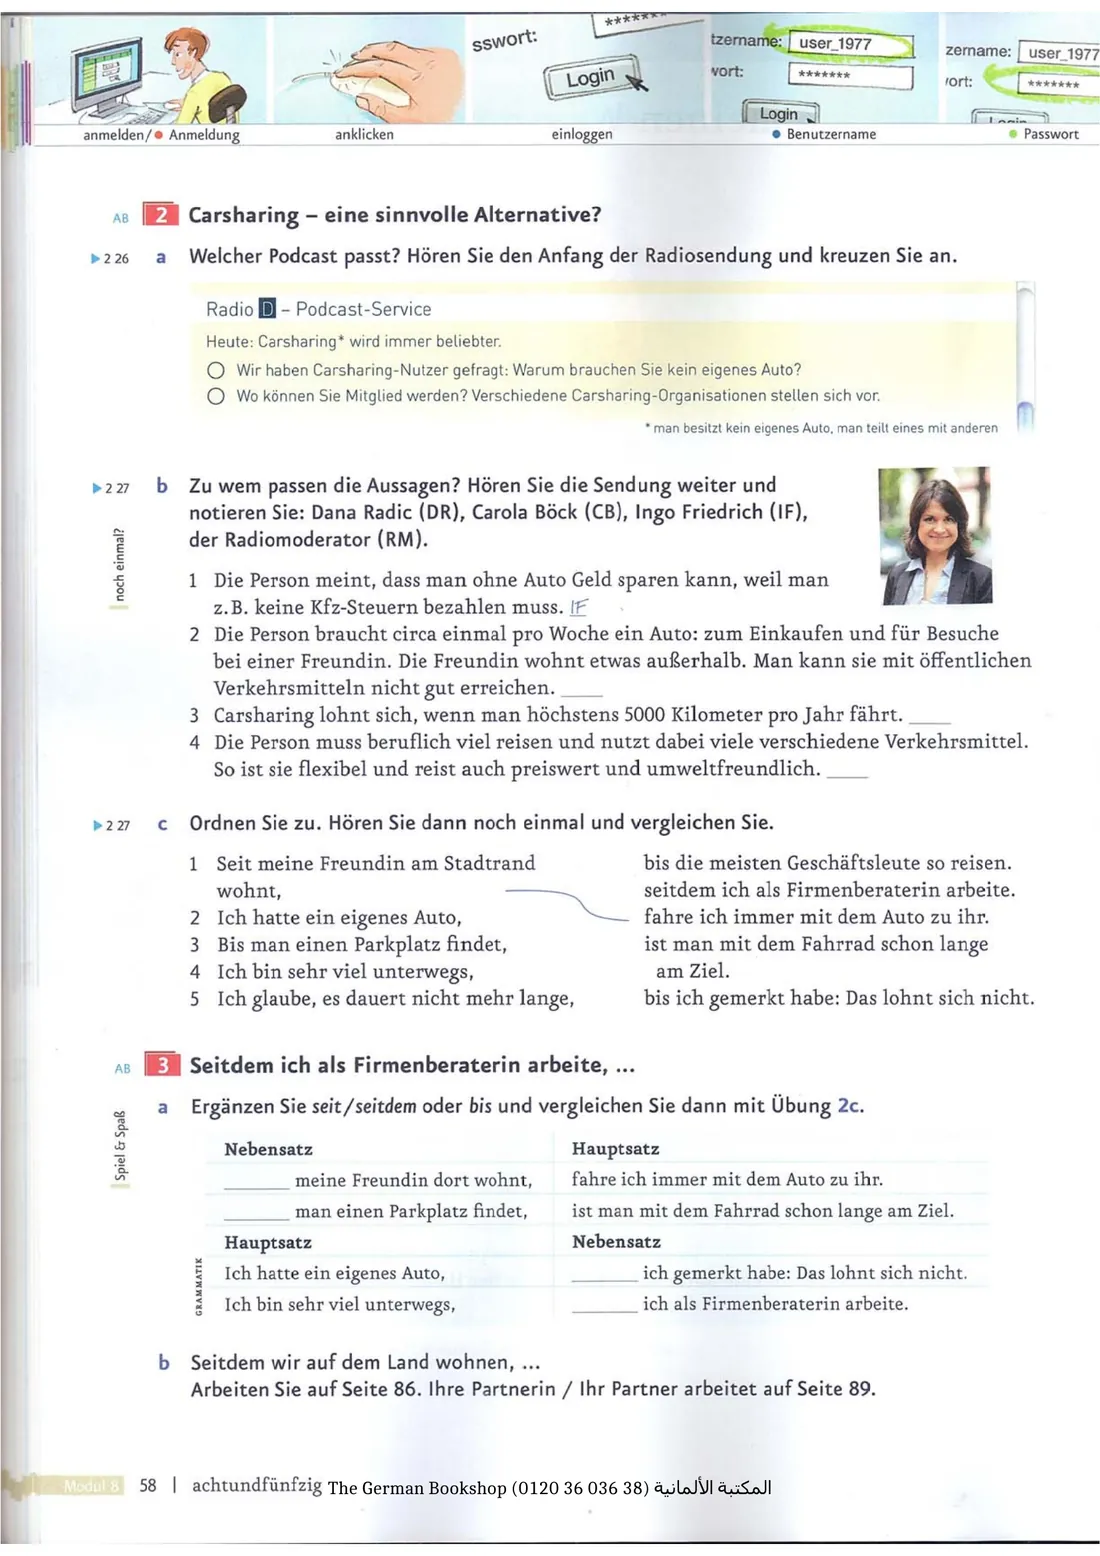 sswort:
*******
Login
tzername: user_1977
wort: *******
Login
zername: user_1977
ort: *******
anmelden/● Anmeldung
anklicken
einloggen
● Benutzername
● Passwort
AB 2 Carsharing – eine sinnvolle Alternative?
▶ 2 26 a Welcher Podcast passt? Hören Sie den Anfang der Radiosendung und kreuzen Sie an.
Radio D – Podcast-Service
Heute: Carsharing* wird immer beliebter.
○ Wir haben Carsharing-Nutzer gefragt: Warum brauchen Sie kein eigenes Auto?
○ Wo können Sie Mitglied werden? Verschiedene Carsharing-Organisationen stellen sich vor.
* man besitzt kein eigenes Auto, man teilt eines mit anderen
▶ 2 27 b Zu wem passen die Aussagen? Hören Sie die Sendung weiter und
notieren Sie: Dana Radic (DR), Carola Böck (CB), Ingo Friedrich (IF),
der Radiomoderator (RM).
noch einmal?
1 Die Person meint, dass man ohne Auto Geld sparen kann, weil man
z.B. keine Kfz-Steuern bezahlen muss. IF
2 Die Person braucht circa einmal pro Woche ein Auto: zum Einkaufen und für Besuche
bei einer Freundin. Die Freundin wohnt etwas außerhalb. Man kann sie mit öffentlichen
Verkehrsmitteln nicht gut erreichen. ____
3 Carsharing lohnt sich, wenn man höchstens 5000 Kilometer pro Jahr fährt. ____
4 Die Person muss beruflich viel reisen und nutzt dabei viele verschiedene Verkehrsmittel.
So ist sie flexibel und reist auch preiswert und umweltfreundlich. ____
▶ 2 27 c Ordnen Sie zu. Hören Sie dann noch einmal und vergleichen Sie.
1 Seit meine Freundin am Stadtrand
wohnt,
2 Ich hatte ein eigenes Auto,
3 Bis man einen Parkplatz findet,
4 Ich bin sehr viel unterwegs,
5 Ich glaube, es dauert nicht mehr lange,
bis die meisten Geschäftsleute so reisen.
seitdem ich als Firmenberaterin arbeite.
fahre ich immer mit dem Auto zu ihr.
ist man mit dem Fahrrad schon lange
am Ziel.
bis ich gemerkt habe: Das lohnt sich nicht.
AB 3 Seitdem ich als Firmenberaterin arbeite, ...
Spiel & Spaß
a Ergänzen Sie seit/seitdem oder bis und vergleichen Sie dann mit Übung 2c.
GRAMMATIK
Nebensatz Hauptsatz
______ meine Freundin dort wohnt, fahre ich immer mit dem Auto zu ihr.
______ man einen Parkplatz findet, ist man mit dem Fahrrad schon lange am Ziel.
Hauptsatz Nebensatz
Ich hatte ein eigenes Auto, ______ ich gemerkt habe: Das lohnt sich nicht.
Ich bin sehr viel unterwegs, ______ ich als Firmenberaterin arbeite.
b Seitdem wir auf dem Land wohnen, ...
Arbeiten Sie auf Seite 86. Ihre Partnerin / Ihr Partner arbeitet auf Seite 89.
Modul 8 58 | achtundfünfzig The German Bookshop (0120 36 036 38) المكتبة الألمانية